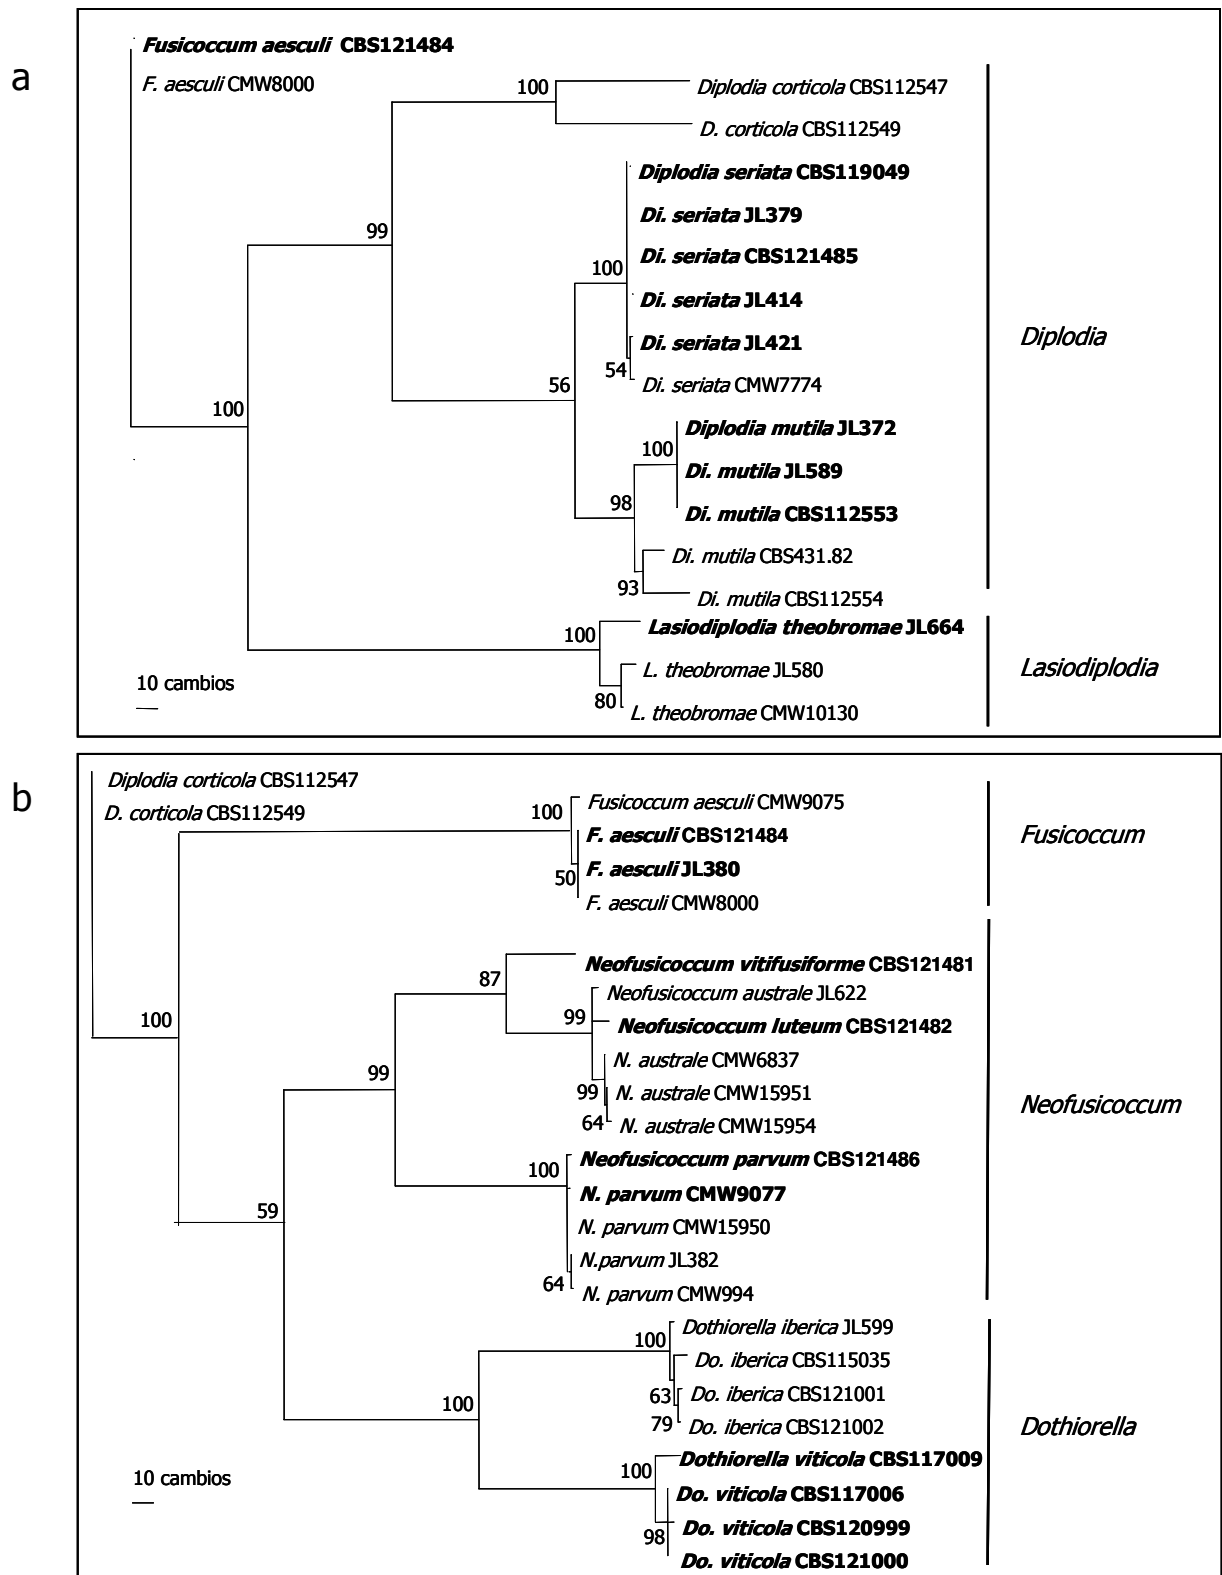 a
Fusicoccum aesculi CBS121484
F. aesculi CMW8000
100
Diplodia corticola CBS112547
D. corticola CBS112549
Diplodia seriata CBS119049
Di. seriata JL379
99
Di. seriata CBS121485
100
Di. seriata JL414
Diplodia
Di. seriata JL421
54
Di. seriata CMW7774
56
100
Diplodia mutila JL372
100
Di. mutila JL589
98
Di. mutila CBS112553
Di. mutila CBS431.82
93
Di. mutila CBS112554
Lasiodiplodia theobromae JL664
100
L. theobromae JL580
Lasiodiplodia
10 cambios
80
L. theobromae CMW10130
b
Diplodia corticola CBS112547
D. corticola CBS112549
100
Fusicoccum aesculi CMW9075
F. aesculi CBS121484
Fusicoccum
F. aesculi JL380
50
F. aesculi CMW8000
Neofusicoccum vitifusiforme CBS121481
87
Neofusicoccum australe JL622
100
99
Neofusicoccum luteum CBS121482
N. australe CMW6837
99
99
N. australe CMW15951
Neofusicoccum
64
N. australe CMW15954
Neofusicoccum parvum CBS121486
100
N. parvum CMW9077
59
N. parvum CMW15950
N.parvum JL382
64
N. parvum CMW994
Dothiorella iberica JL599
100
Do. iberica CBS115035
63
Do. iberica CBS121001
100
79
Do. iberica CBS121002
Dothiorella
Dothiorella viticola CBS117009
100
10 cambios
Do. viticola CBS117006
Do. viticola CBS120999
98
Do. viticola CBS121000